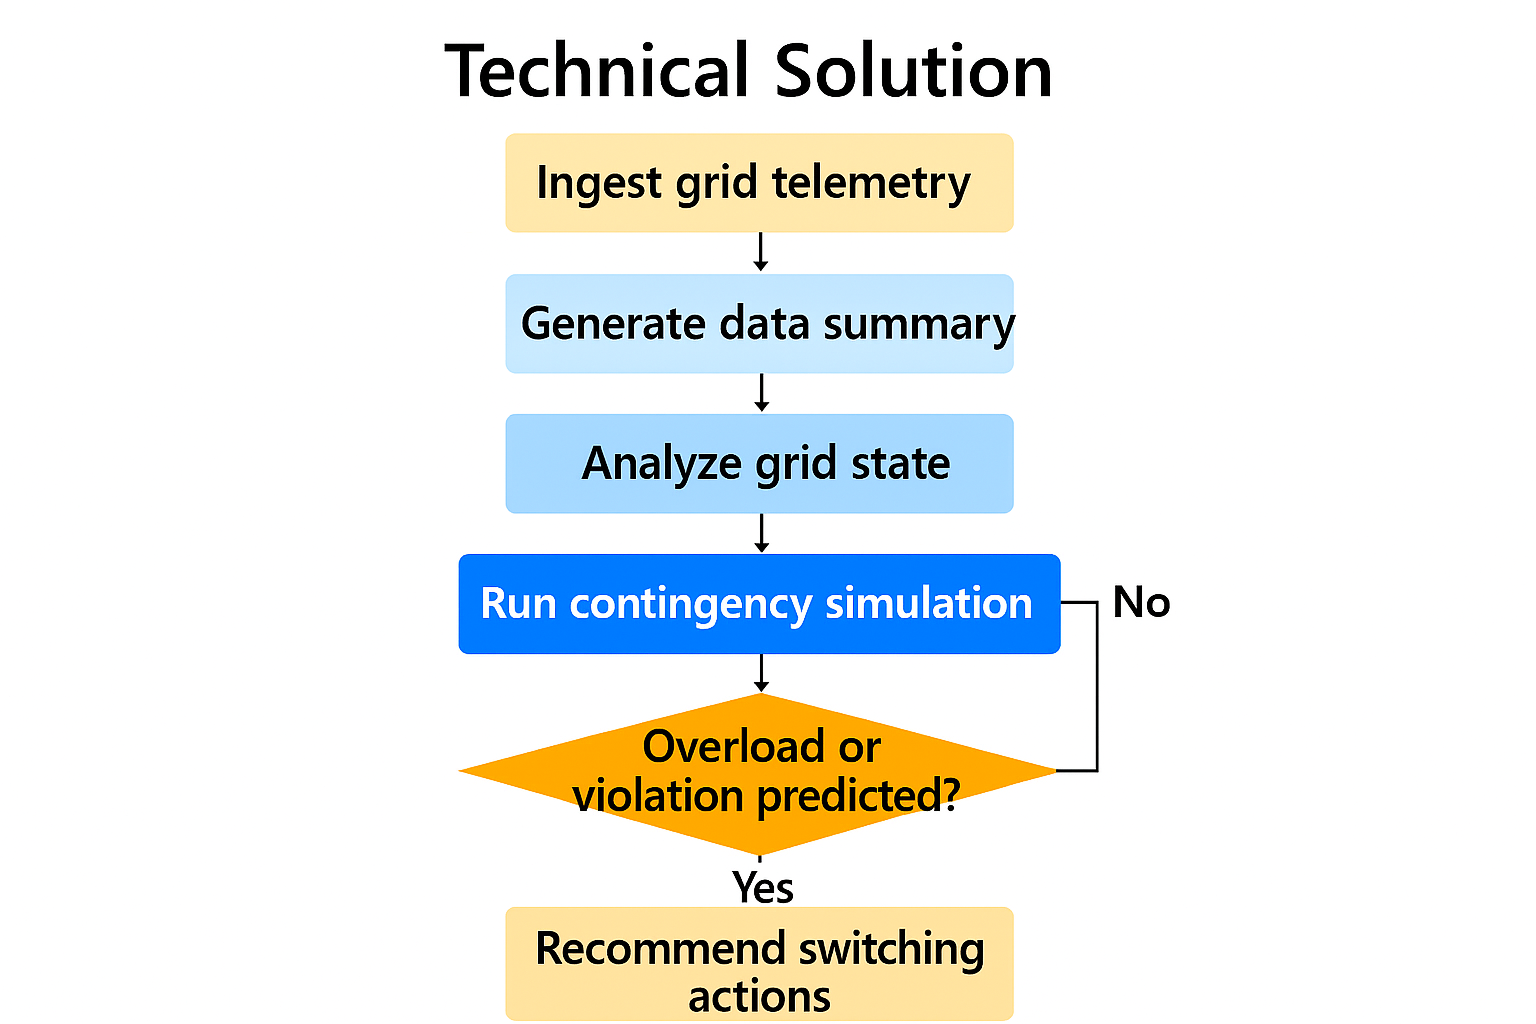 Technical Solution
Ingest grid telemetry
Generate data summary
Analyze grid state
Run contingency simulation
No
Overload or
violation predicted?
Yes
Recommend switching
actions